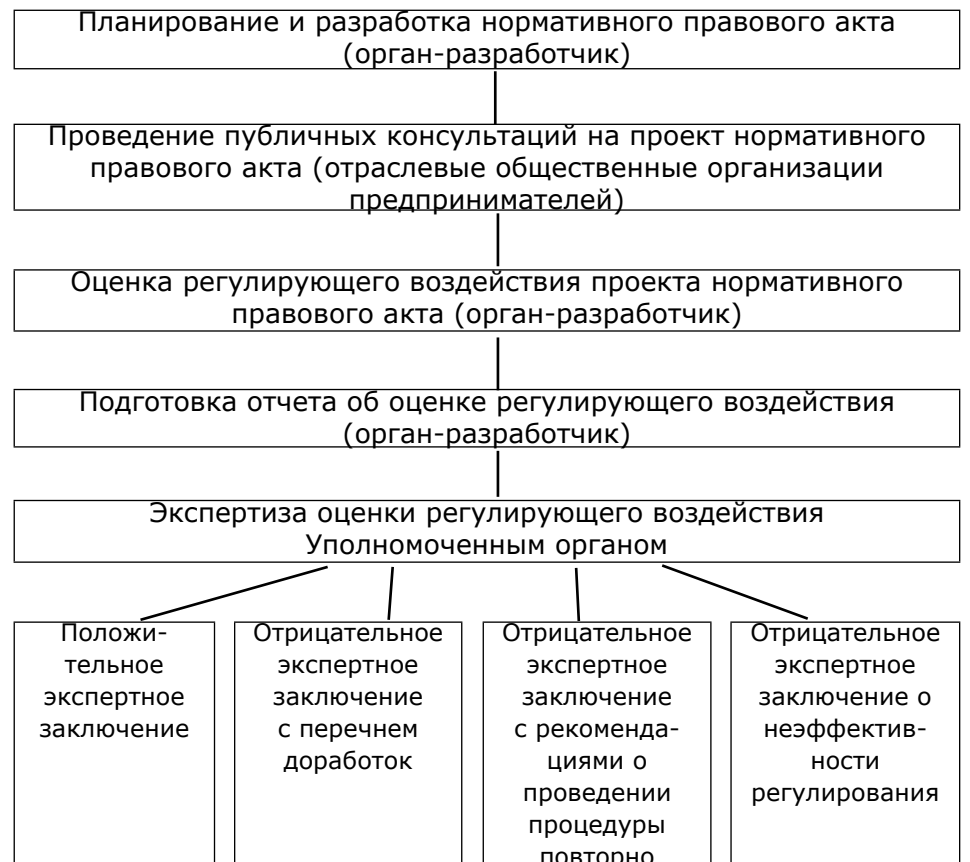 Планирование и разработка нормативного правового акта
(орган-разработчик)
Проведение публичных консультаций на проект нормативного
правового акта (отраслевые общественные организации
предпринимателей)
Оценка регулирующего воздействия проекта нормативного
правового акта (орган-разработчик)
Подготовка отчета об оценке регулирующего воздействия
(орган-разработчик)
Экспертиза оценки регулирующего воздействия
Уполномоченным органом
Положи-
тельное
экспертное
заключение
Отрицательное
экспертное
заключение
с перечнем
доработок
Отрицательное
экспертное
заключение
с рекоменда-
циями о
проведении
процедуры
повторно
Отрицательное
экспертное
заключение о
неэффектив-
ности
регулирования